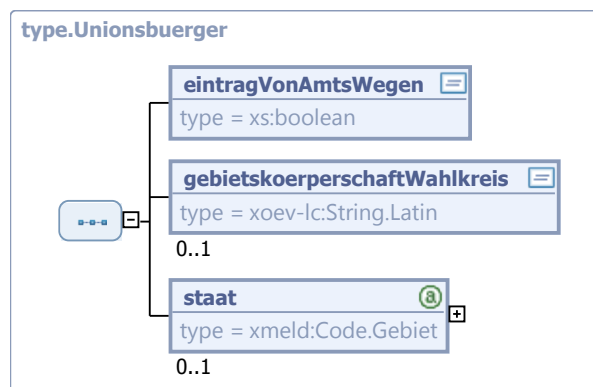 type.Unionsbuerger
eintragVonAmtsWegen
type = xs:boolean
gebietskoerperschaftWahlkreis
type = xoev-lc:String.Latin
0..1
staat
type = xmeld:Code.Gebiet
0..1